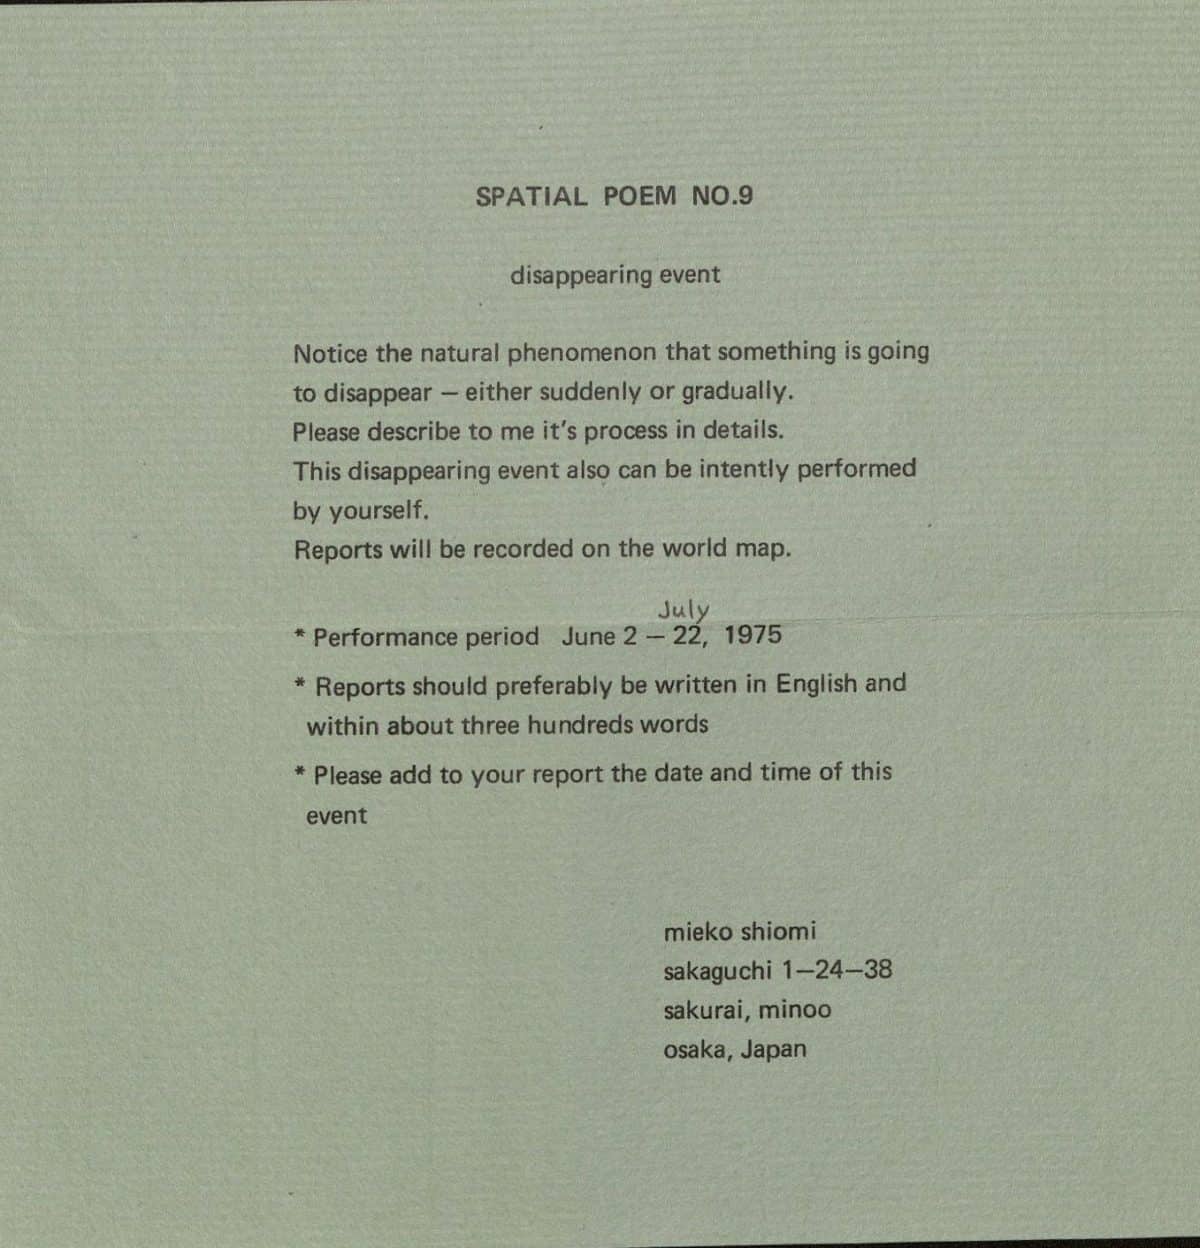 SPATIAL POEM NO.9
disappearing event
Notice the natural phenomenon that something is going
to disappear – either suddenly or gradually.
Please describe to me it's process in details.
This disappearing event also can be intently performed
by yourself.
Reports will be recorded on the world map.
July
* Performance period June 2 – 22, 1975
* Reports should preferably be written in English and
within about three hundreds words
* Please add to your report the date and time of this
event
mieko shiomi
sakaguchi 1–24–38
sakurai, minoo
osaka, Japan